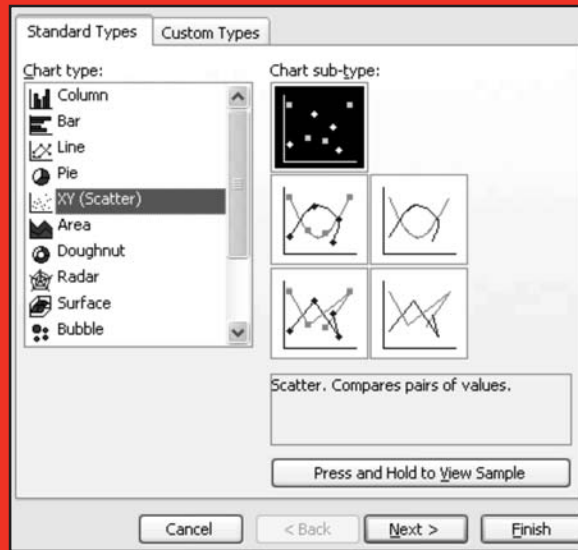 Standard Types
Custom Types
Chart type:
Column
Bar
Line
Pie
XY (Scatter)
Area
Doughnut
Radar
Surface
Bubble
Chart sub-type:
Scatter. Compares pairs of values.
Press and Hold to View Sample
Cancel
< Back
Next >
Finish